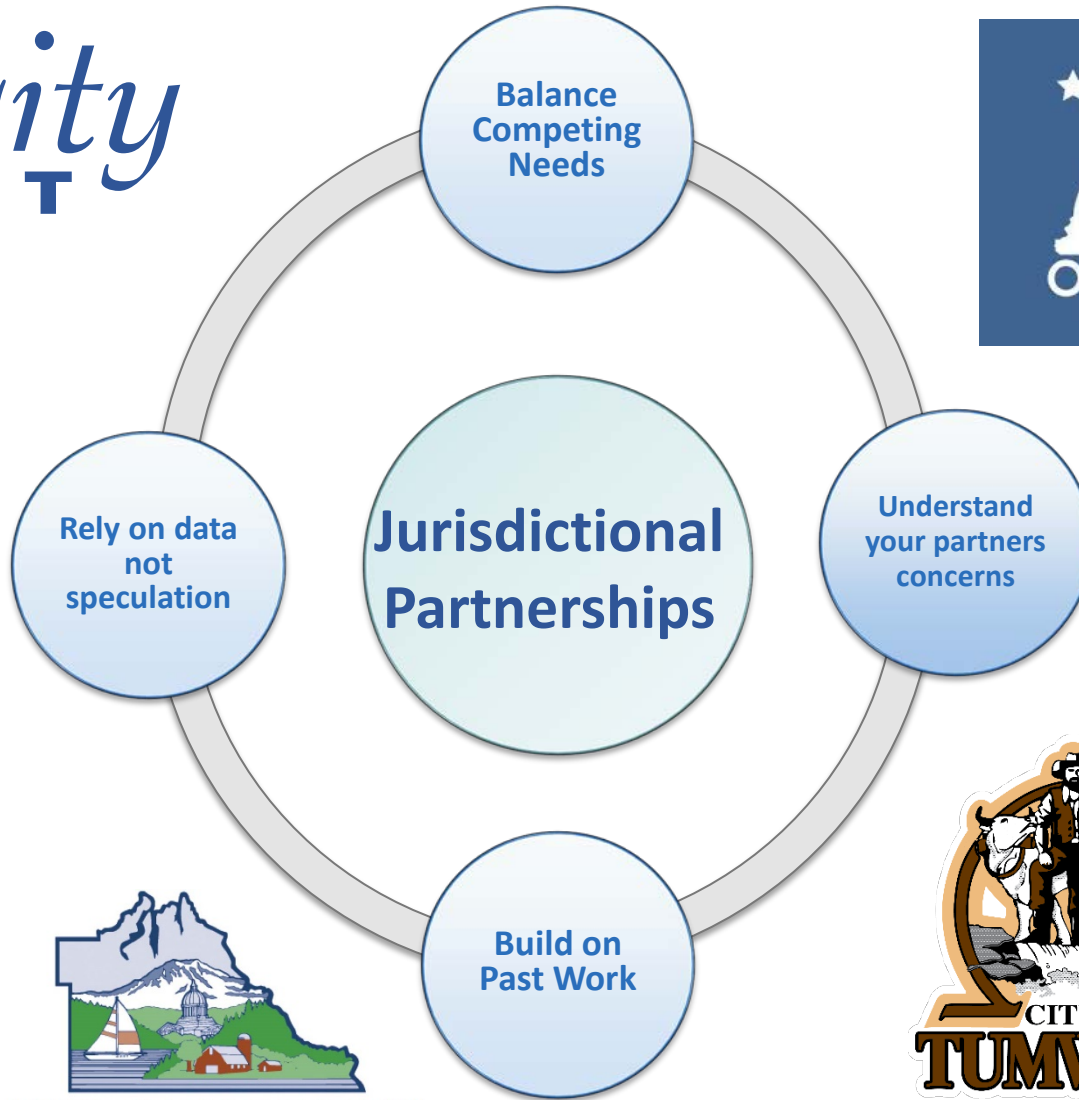 ity
T
Balance
Competing
Needs
O
Rely on data
not
speculation
Jurisdictional
Partnerships
Understand
your partners
concerns
Build on
Past Work
CIT
TUM